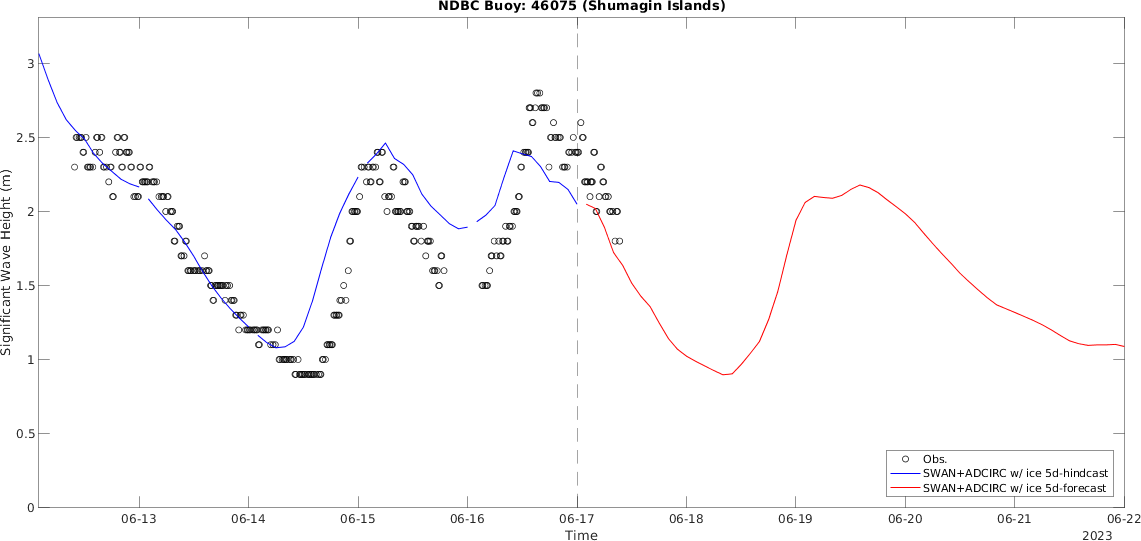 NDBC Buoy: 46075 (Shumagin Islands)
Significant Wave Height (m)
3
2.5
2
1.5
1
0.5
0
Obs.
SWAN+ADCIRC w/ ice 5d-hindcast
SWAN+ADCIRC w/ ice 5d-forecast
06-13 06-14 06-15 06-16 06-17 06-18 06-19 06-20 06-21 06-22
Time
2023